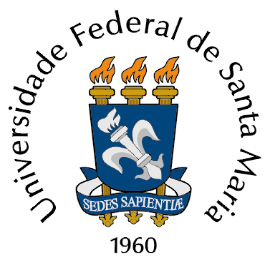 Universidade Federal de Santa Maria
SEDES SAPIENTIÆ
1960